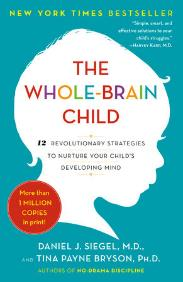 NEW YORK TIMES BESTSELLER
"Simple, smart, and
effective solutions to your
child's struggles."
—HARVEY KARP, M.D.
THE
WHOLE-BRAIN
CHILD
12 REVOLUTIONARY STRATEGIES
TO NURTURE YOUR CHILD'S
DEVELOPING MIND
More than
1 MILLION
COPIES
in print!
DANIEL J. SIEGEL, M.D.,
AND TINA PAYNE BRYSON, PH.D.
AUTHORS OF NO-DRAMA DISCIPLINE